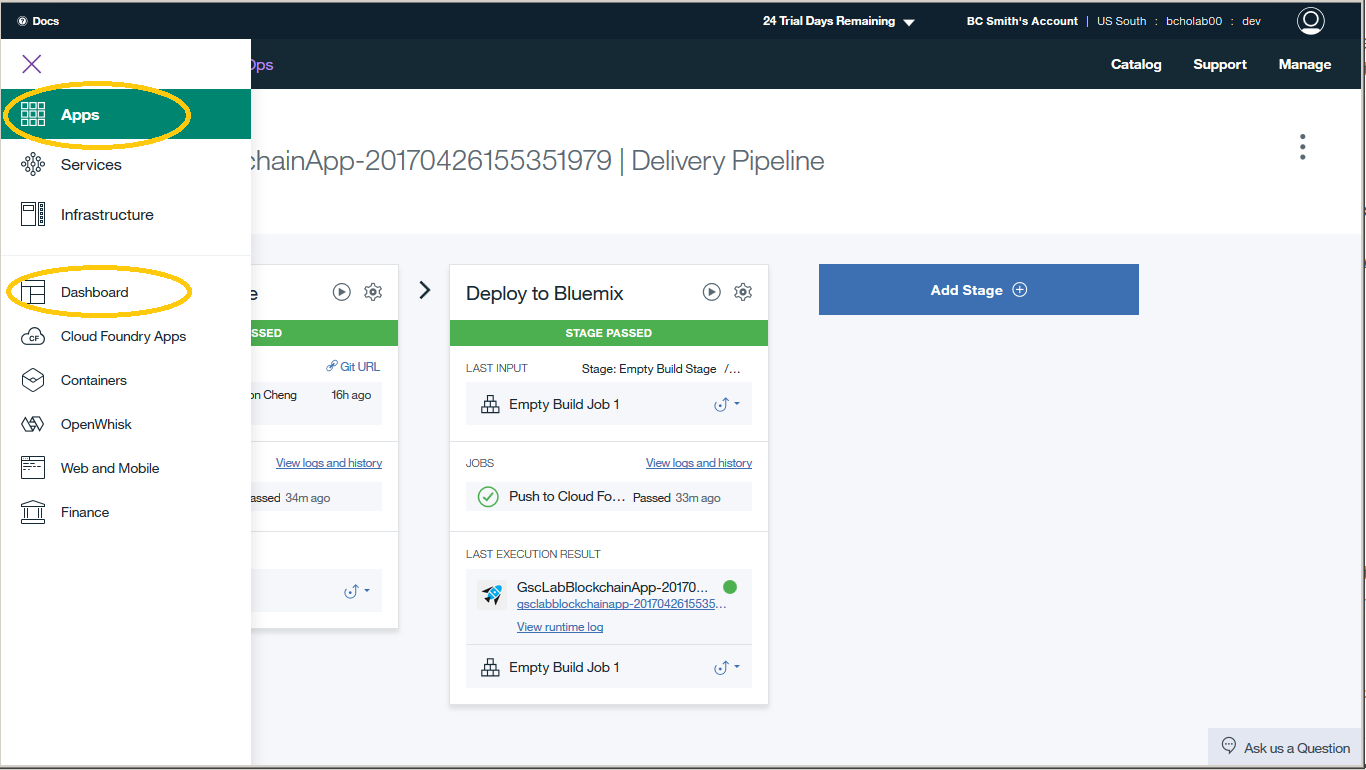 Docs
24 Trial Days Remaining
BC Smith's Account | US South : bcholab00 : dev
Ops
Catalog Support Manage
Apps
Services
Infrastructure
Dashboard
Cloud Foundry Apps
Containers
OpenWhisk
Web and Mobile
Finance
chainApp-20170426155351979 | Delivery Pipeline
e
SSED
Git URL
on Cheng 16h ago
View logs and history
assed 34m ago
Deploy to Bluemix
STAGE PASSED
LAST INPUT Stage: Empty Build Stage /...
Empty Build Job 1
JOBS View logs and history
Push to Cloud Fo... Passed 33m ago
LAST EXECUTION RESULT
GscLabBlockchainApp-20170...
gsclabblockchainapp-201704261553 5...
View runtime log
Empty Build Job 1
Add Stage
CF
Ask us a Question